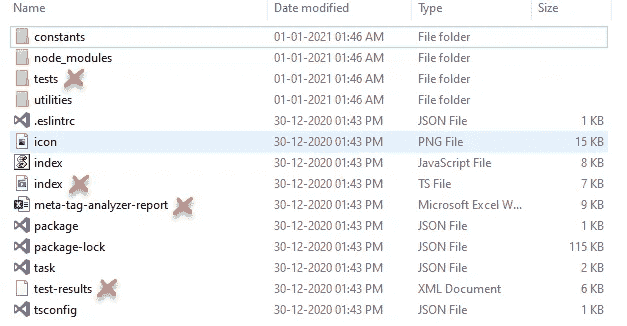 Name Date modified Type Size
constants 01-01-2021 01:46 AM File folder
node_modules 01-01-2021 01:46 AM File folder
tests 01-01-2021 01:46 AM File folder
utilities 01-01-2021 01:46 AM File folder
.eslintrc 30-12-2020 01:43 PM JSON File 1 KB
icon 30-12-2020 01:43 PM PNG File 15 KB
index 30-12-2020 01:43 PM JavaScript File 8 KB
index 30-12-2020 01:43 PM TS File 7 KB
meta-tag-analyzer-report 30-12-2020 01:43 PM Microsoft Excel W... 9 KB
package 30-12-2020 01:43 PM JSON File 1 KB
package-lock 30-12-2020 01:43 PM JSON File 115 KB
task 30-12-2020 01:43 PM JSON File 2 KB
test-results 30-12-2020 01:43 PM XML Document 6 KB
tsconfig 30-12-2020 01:43 PM JSON File 1 KB